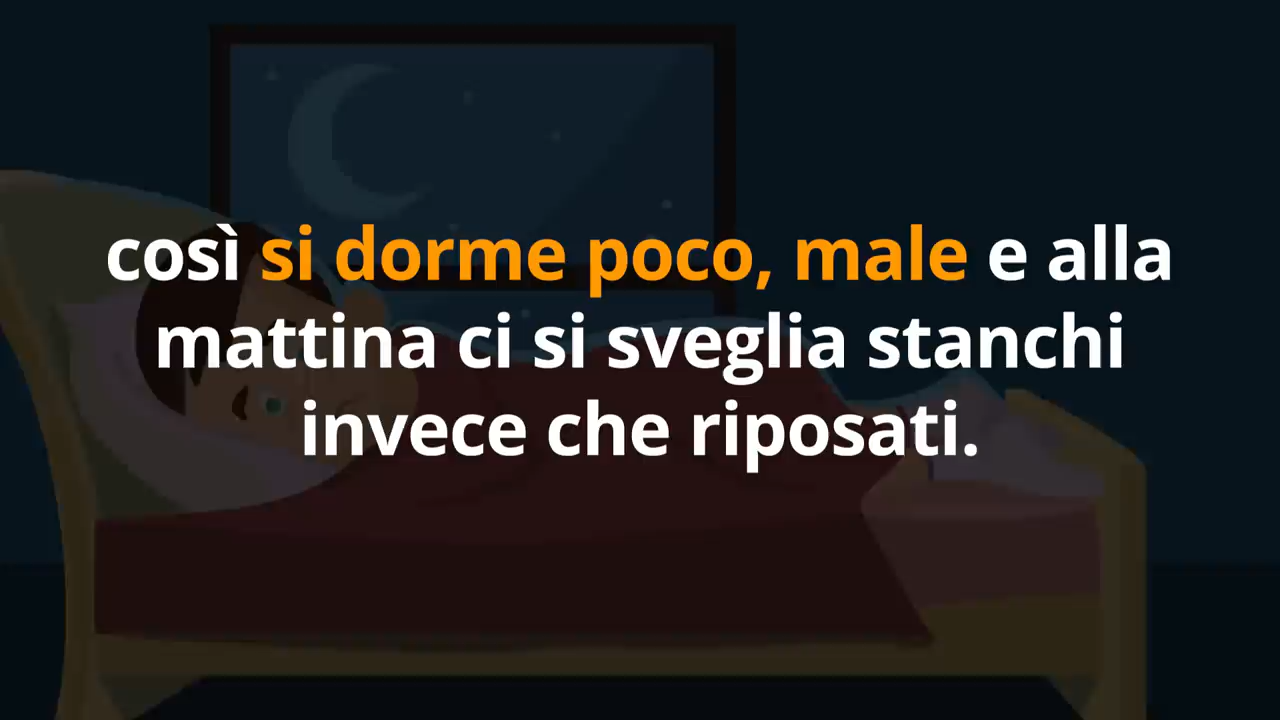 così si dorme poco, male e alla
mattina ci si sveglia stanchi
invece che riposati.